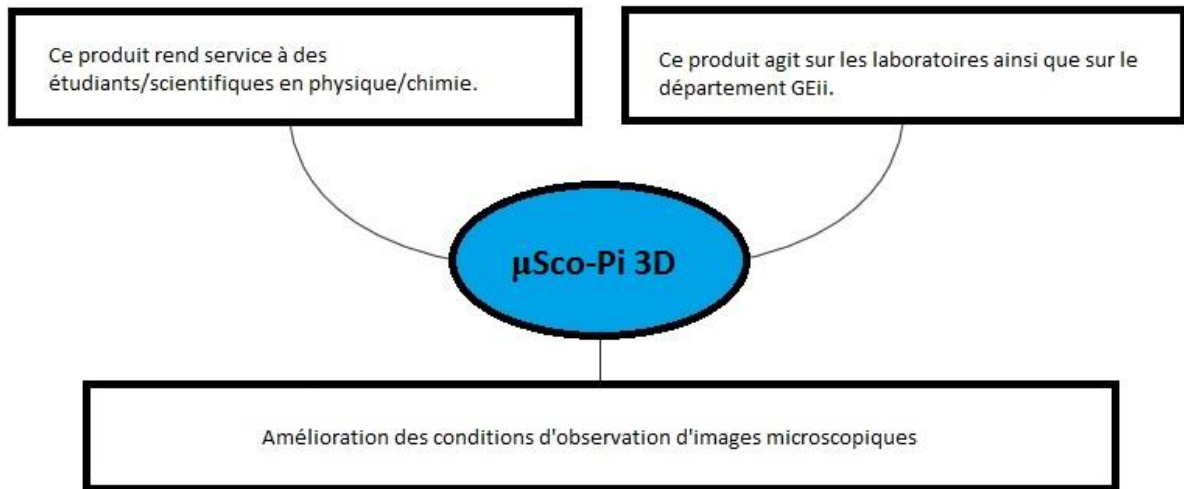 Ce produit rend service à des
étudiants/scientifiques en physique/chimie.
Ce produit agit sur les laboratoires ainsi que sur le
département GEii.
µSco-Pi 3D
Amélioration des conditions d'observation d'images microscopiques